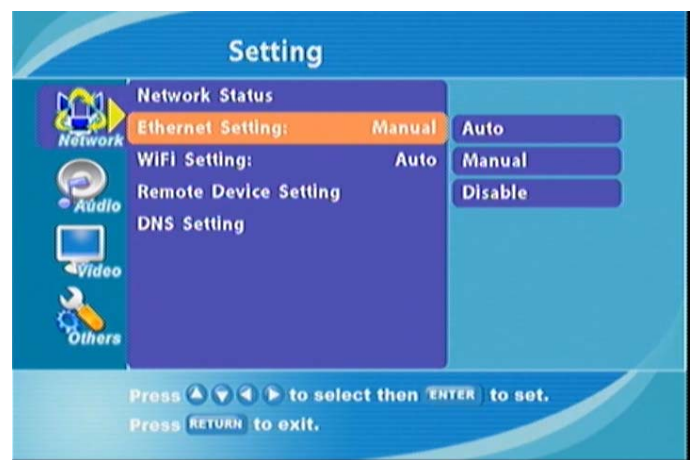 Setting
Network
Audio
Video
Others
Network Status
Ethernet Setting: Manual
WiFi Setting: Auto
Remote Device Setting
DNS Setting
Auto
Manual
Disable
Press to select then ENTER to set.
Press RETURN to exit.